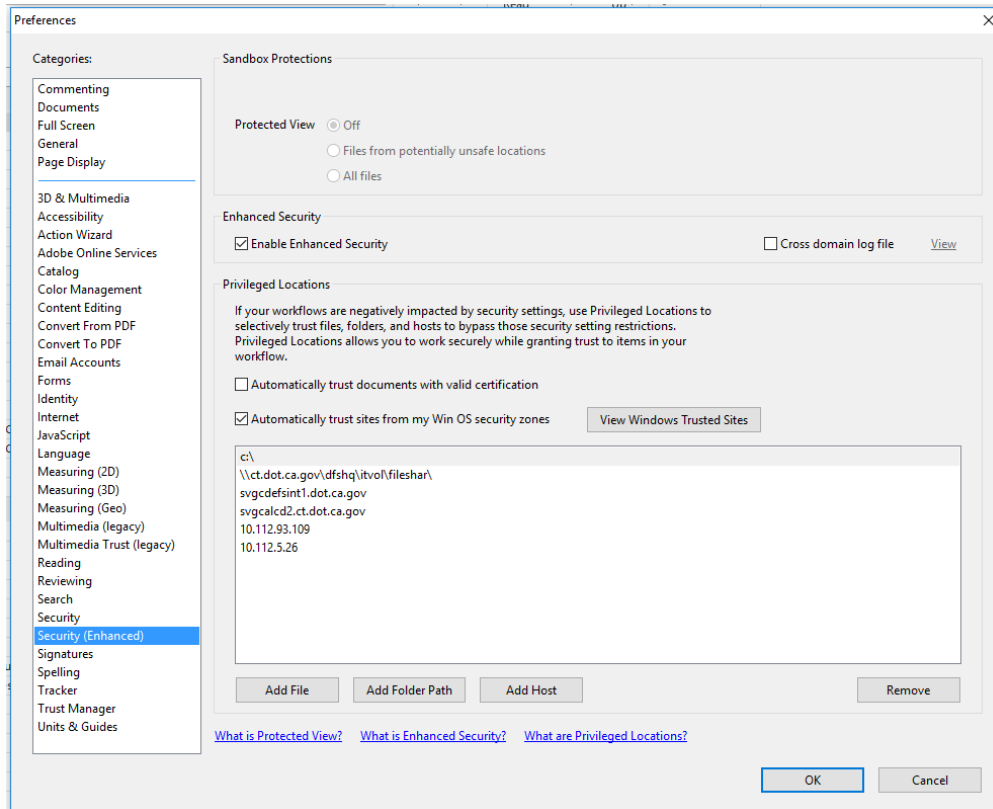 Read
Preferences
Categories:
Commenting
Documents
Full Screen
General
Page Display
3D & Multimedia
Accessibility
Action Wizard
Adobe Online Services
Catalog
Color Management
Content Editing
Convert From PDF
Convert To PDF
Email Accounts
Forms
Identity
Internet
JavaScript
Language
Measuring (2D)
Measuring (3D)
Measuring (Geo)
Multimedia (legacy)
Multimedia Trust (legacy)
Reading
Reviewing
Search
Security
Security (Enhanced)
Signatures
Spelling
Tracker
Trust Manager
Units & Guides
Sandbox Protections
Protected View
Off
Files from potentially unsafe locations
All files
Enhanced Security
Enable Enhanced Security
Cross domain log file
View
Privileged Locations
If your workflows are negatively impacted by security settings, use Privileged Locations to
selectively trust files, folders, and hosts to bypass those security setting restrictions.
Privileged Locations allows you to work securely while granting trust to items in your
workflow.
Automatically trust documents with valid certification
Automatically trust sites from my Win OS security zones
View Windows Trusted Sites
c:\
\\ct.dot.ca.gov\dfshq\itvol\fileshar\
svgcdefsint1.dot.ca.gov
svgcalcd2.ct.dot.ca.gov
10.112.93.109
10.112.5.26
Add File
Add Folder Path
Add Host
Remove
What is Protected View?
What is Enhanced Security?
What are Privileged Locations?
OK
Cancel